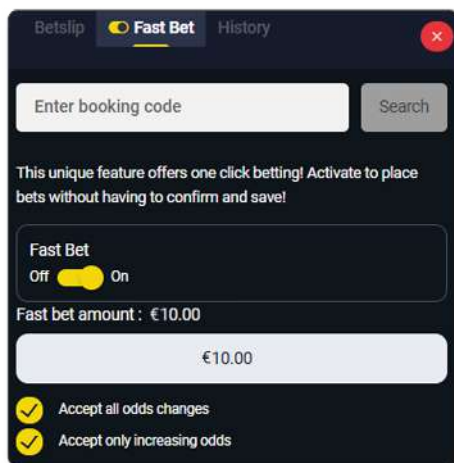 Betslip Fast Bet History
Enter booking code Search
This unique feature offers one click betting! Activate to place
bets without having to confirm and save!
Fast Bet
Off On
Fast bet amount : €10.00
€10.00
Accept all odds changes
Accept only increasing odds